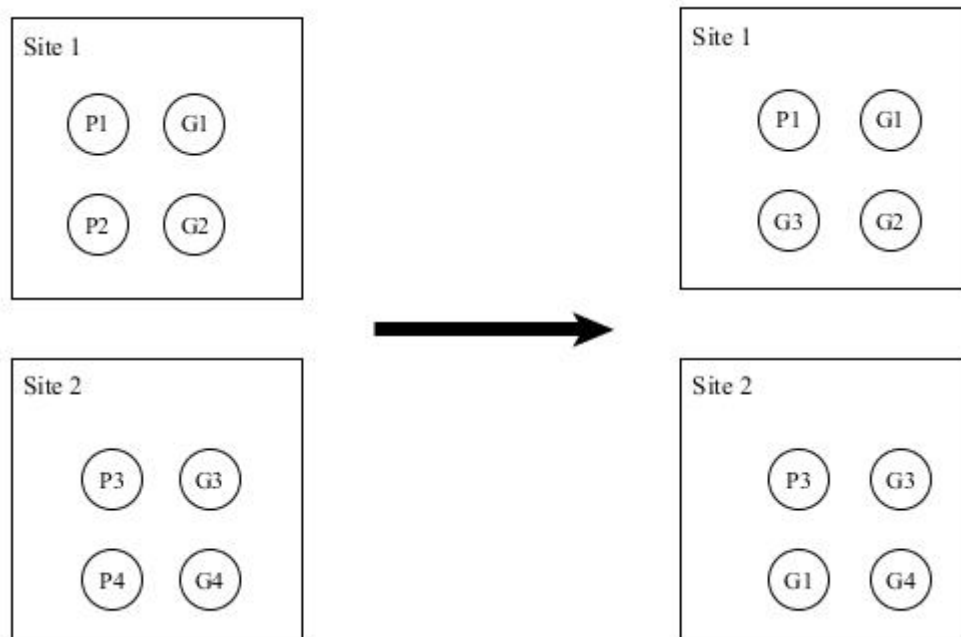 Site 1
P1 G1
P2 G2
Site 2
P3 G3
P4 G4
Site 1
P1 G1
G3 G2
Site 2
P3 G3
G1 G4